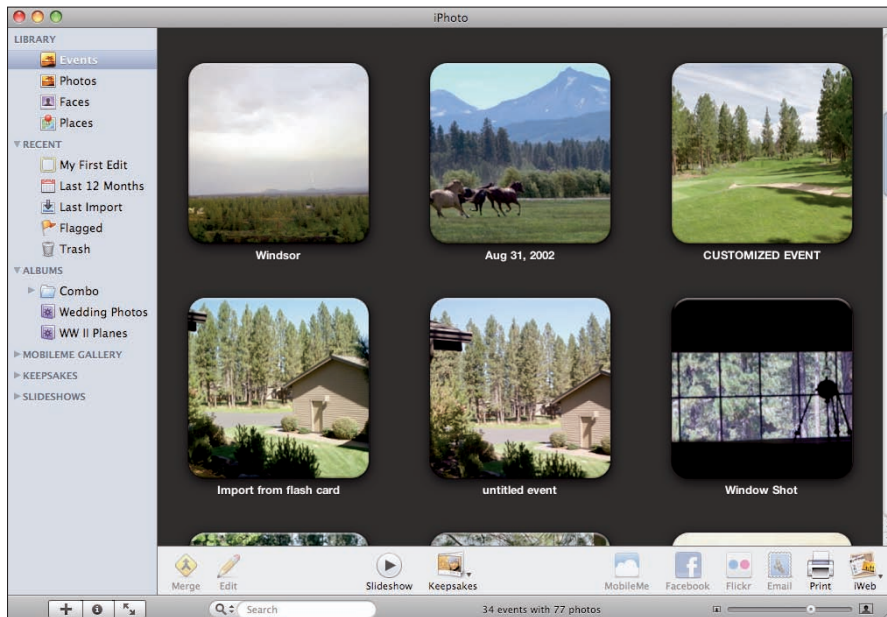 iPhoto
LIBRARY
Events
Photos
Faces
Places
RECENT
My First Edit
Last 12 Months
Last Import
Flagged
Trash
ALBUMS
Combo
Wedding Photos
WW II Planes
MOBILEME GALLERY
KEEPSAKES
SLIDESHOWS
Windsor
Aug 31, 2002
CUSTOMIZED EVENT
Import from flash card
untitled event
Window Shot
Merge
Edit
Slideshow
Keepsakes
MobileMe
Facebook
Flickr
Email
Print
iWeb
Search
34 events with 77 photos